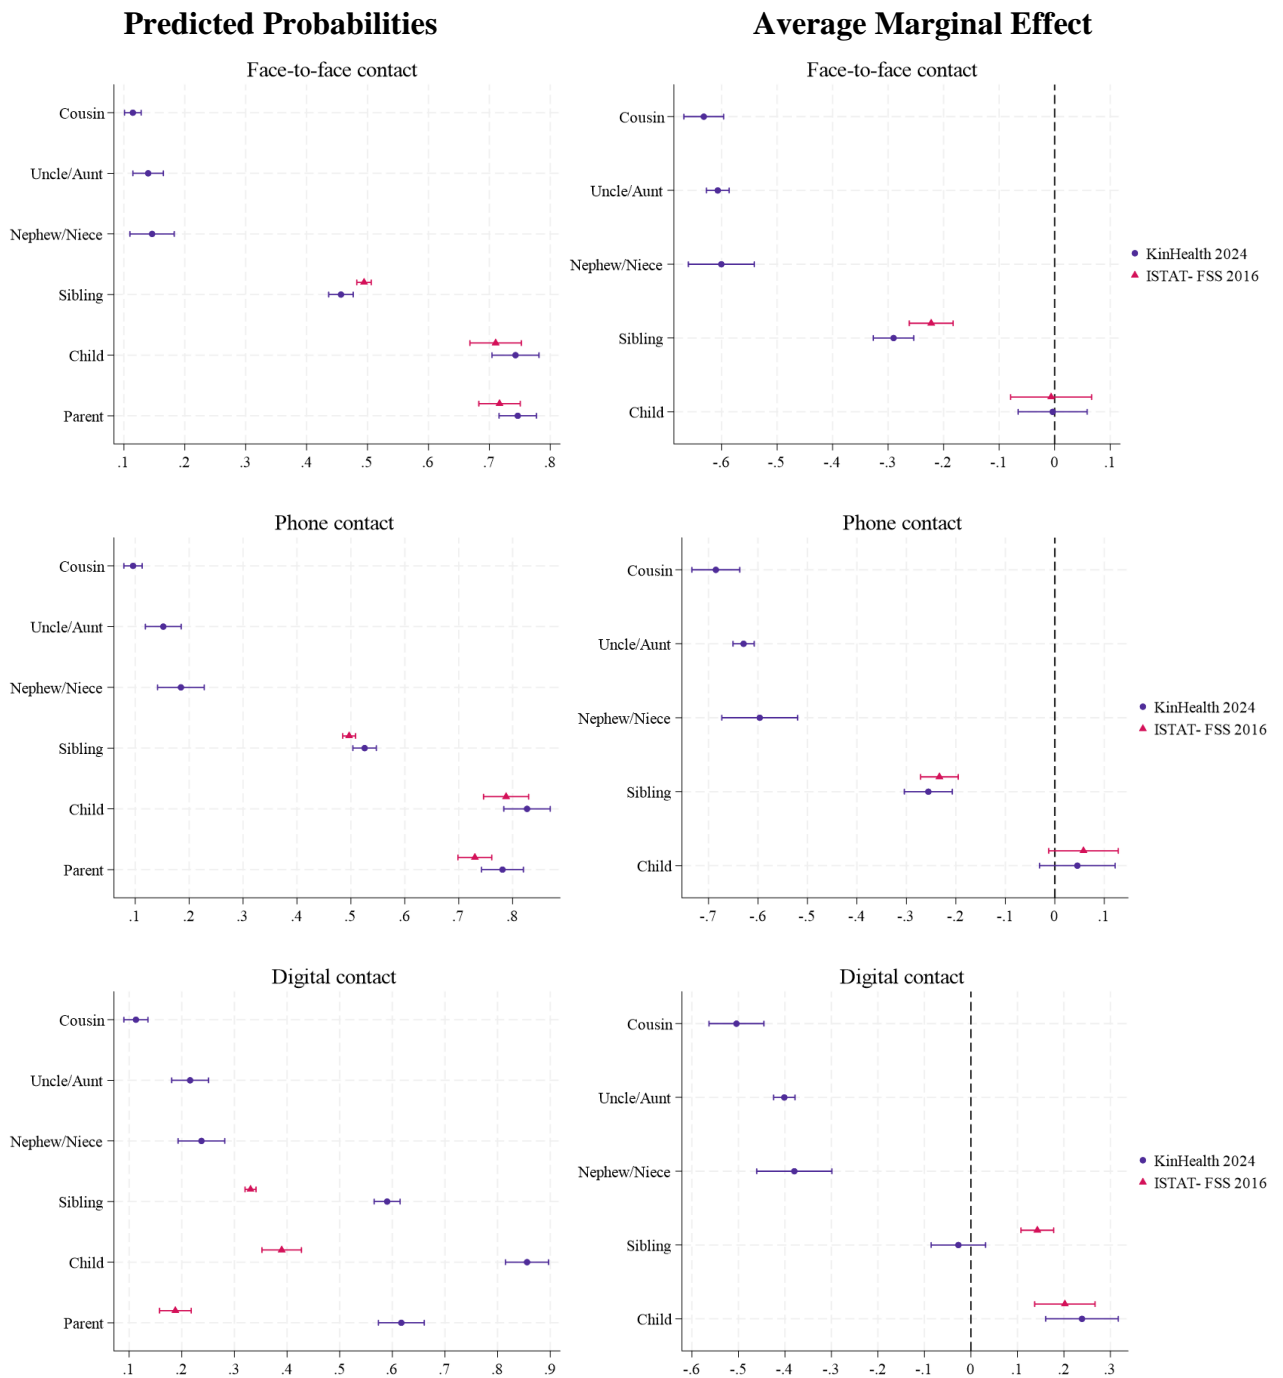 Predicted Probabilities
Average Marginal Effect
Face-to-face contact
Cousin
Uncle/Aunt
Nephew/Niece
Sibling
Child
Parent
.1 .2 .3 .4 .5 .6 .7 .8
Face-to-face contact
Cousin
Uncle/Aunt
Nephew/Niece
Sibling
Child
-.6 -.5 -.4 -.3 -.2 -.1 0 .1
KinHealth 2024
ISTAT- FSS 2016
Phone contact
Cousin
Uncle/Aunt
Nephew/Niece
Sibling
Child
Parent
.1 .2 .3 .4 .5 .6 .7 .8
Phone contact
Cousin
Uncle/Aunt
Nephew/Niece
Sibling
Child
-.7 -.6 -.5 -.4 -.3 -.2 -.1 0 .1
KinHealth 2024
ISTAT- FSS 2016
Digital contact
Cousin
Uncle/Aunt
Nephew/Niece
Sibling
Child
Parent
.1 .2 .3 .4 .5 .6 .7 .8 .9
Digital contact
Cousin
Uncle/Aunt
Nephew/Niece
Sibling
Child
-.6 -.5 -.4 -.3 -.2 -.1 0 .1 .2 .3
KinHealth 2024
ISTAT- FSS 2016